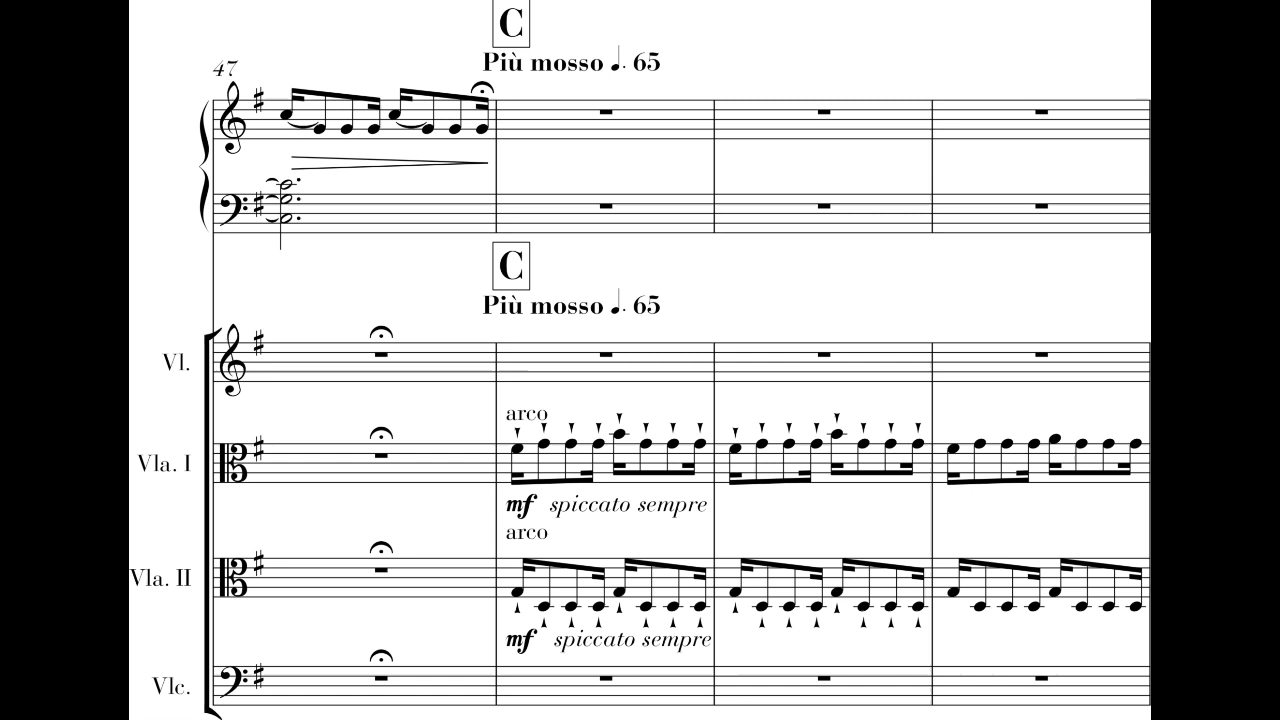 C
Più mosso ♩. 65
47
C
Più mosso ♩. 65
Vl.
arco
Vla. I
mf spiccato sempre
arco
Vla. II
mf spiccato sempre
Vlc.